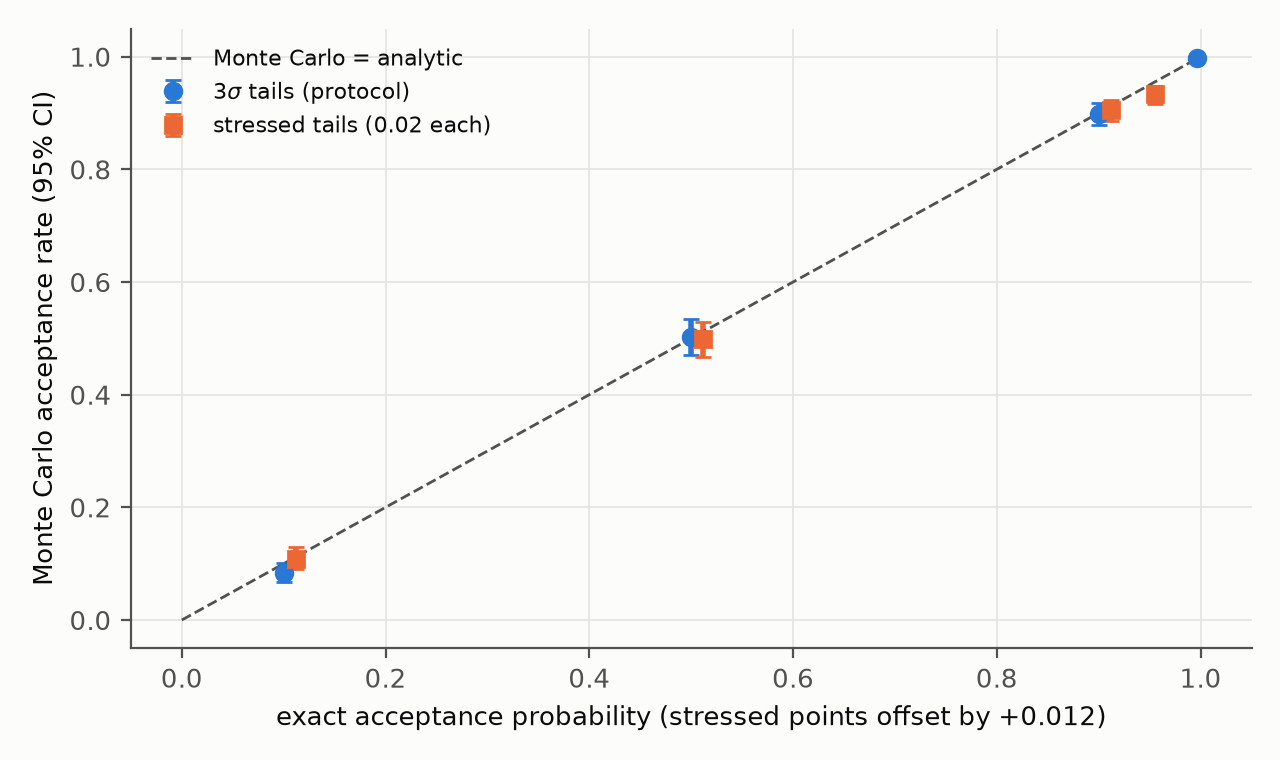 Monte Carlo = analytic
3σ tails (protocol)
stressed tails (0.02 each)
Monte Carlo acceptance rate (95% CI)
1.0
0.8
0.6
0.4
0.2
0.0
0.0 0.2 0.4 0.6 0.8 1.0
exact acceptance probability (stressed points offset by +0.012)